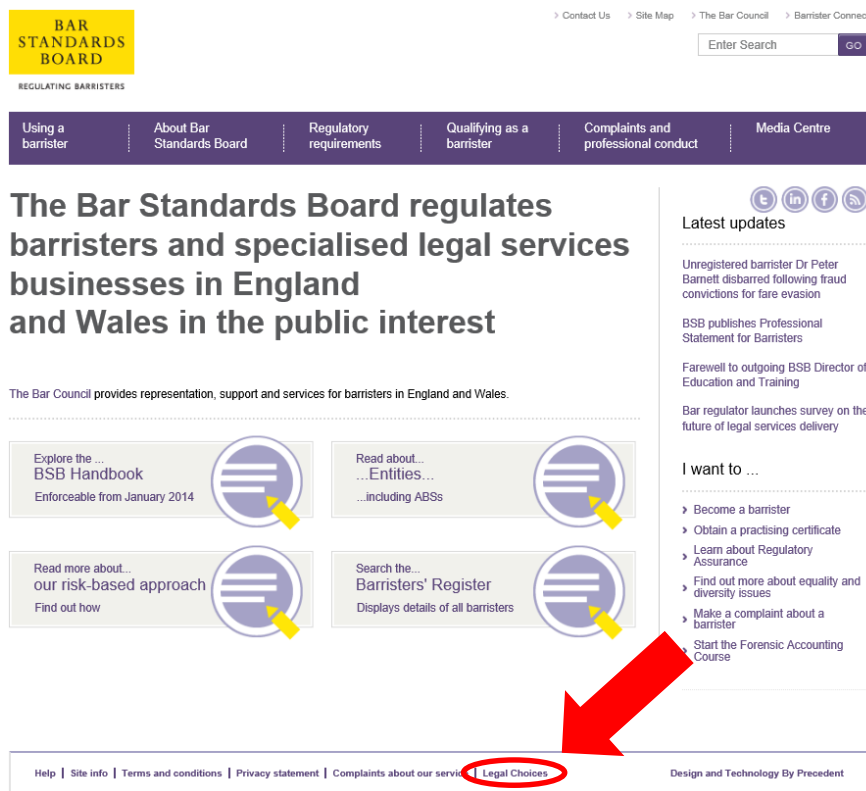 BAR
STANDARDS
BOARD
REGULATING BARRISTERS
Contact Us
Site Map
The Bar Council
Barrister Connec
Enter Search
GO
Using a
barrister
About Bar
Standards Board
Regulatory
requirements
Qualifying as a
barrister
Complaints and
professional conduct
Media Centre
The Bar Standards Board regulates
barristers and specialised legal services
businesses in England
and Wales in the public interest
The Bar Council provides representation, support and services for barristers in England and Wales.
Explore the ...
BSB Handbook
Enforceable from January 2014
Read about...
...Entities...
...including ABSs
Read more about...
our risk-based approach
Find out how
Search the...
Barristers' Register
Displays details of all barristers
Latest updates
Unregistered barrister Dr Peter
Barnett disbarred following fraud
convictions for fare evasion
BSB publishes Professional
Statement for Barristers
Farewell to outgoing BSB Director of
Education and Training
Bar regulator launches survey on the
future of legal services delivery
I want to ...
Become a barrister
Obtain a practising certificate
Learn about Regulatory
Assurance
Find out more about equality and
diversity issues
Make a complaint about a
barrister
Start the Forensic Accounting
Course
Help | Site info | Terms and conditions | Privacy statement | Complaints about our service | Legal Choices
Design and Technology By Precedent